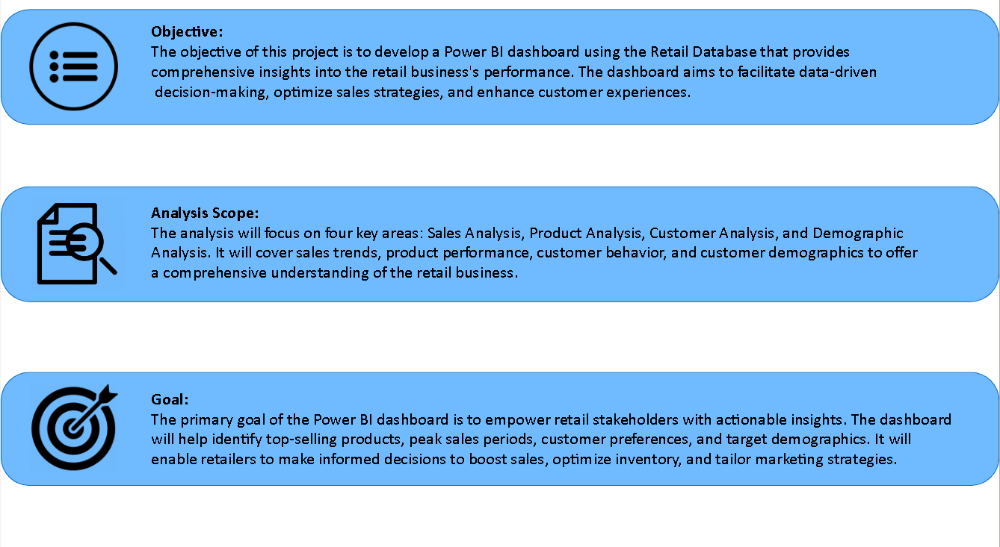 Objective:
The objective of this project is to develop a Power BI dashboard using the Retail Database that provides
comprehensive insights into the retail business's performance. The dashboard aims to facilitate data-driven
decision-making, optimize sales strategies, and enhance customer experiences.
Analysis Scope:
The analysis will focus on four key areas: Sales Analysis, Product Analysis, Customer Analysis, and Demographic
Analysis. It will cover sales trends, product performance, customer behavior, and customer demographics to offer
a comprehensive understanding of the retail business.
Goal:
The primary goal of the Power BI dashboard is to empower retail stakeholders with actionable insights. The dashboard
will help identify top-selling products, peak sales periods, customer preferences, and target demographics. It will
enable retailers to make informed decisions to boost sales, optimize inventory, and tailor marketing strategies.